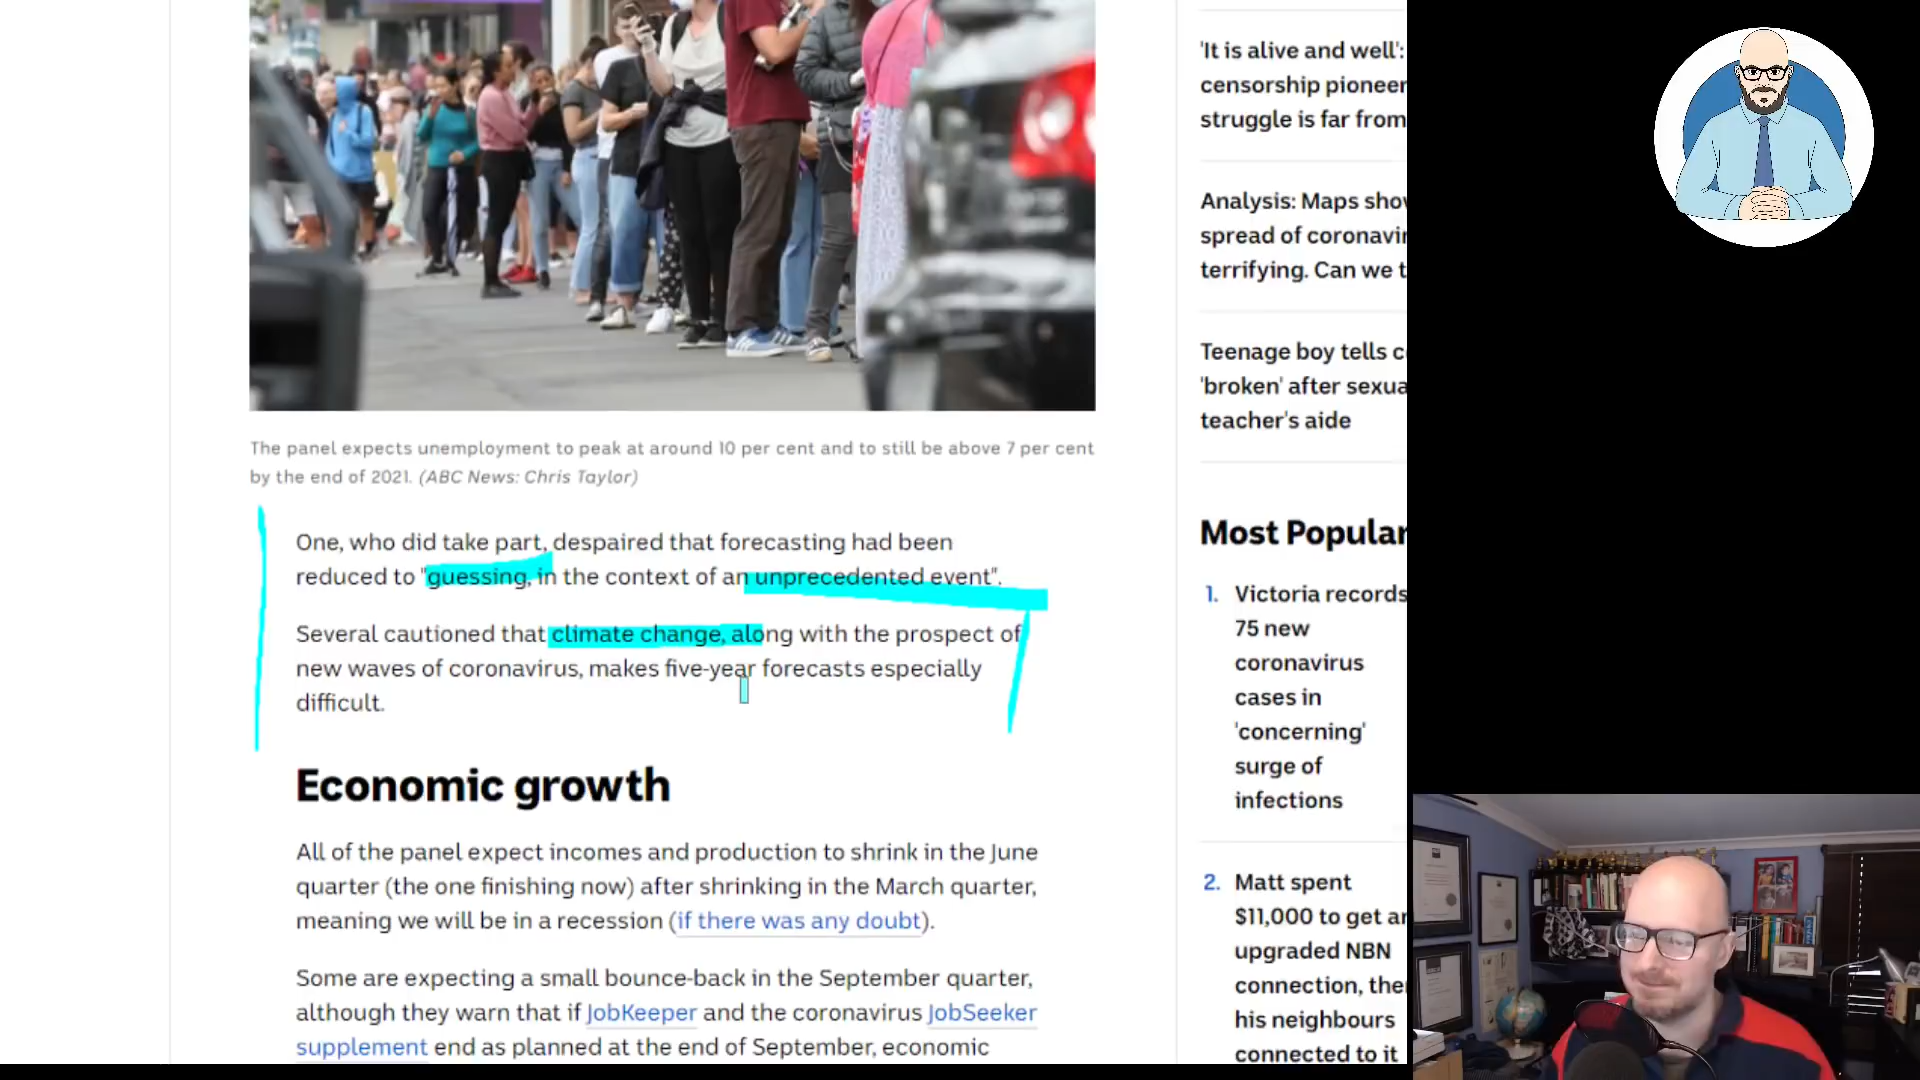 The panel expects unemployment to peak at around 10 per cent and to still be above 7 per cent
by the end of 2021. (ABC News: Chris Taylor)
One, who did take part, despaired that forecasting had been
reduced to "guessing, in the context of an unprecedented event".
Several cautioned that climate change, along with the prospect of
new waves of coronavirus, makes five-year forecasts especially
difficult.
Economic growth
All of the panel expect incomes and production to shrink in the June
quarter (the one finishing now) after shrinking in the March quarter,
meaning we will be in a recession (if there was any doubt).
Some are expecting a small bounce-back in the September quarter,
although they warn that if JobKeeper and the coronavirus JobSeeker
supplement end as planned at the end of September, economic
'It is alive and well':
censorship pioneer
struggle is far from
Analysis: Maps show
spread of coronavir
terrifying. Can we t
Teenage boy tells c
'broken' after sexua
teacher's aide
Most Popular
1. Victoria records
75 new
coronavirus
cases in
'concerning'
surge of
infections
2. Matt spent
$11,000 to get an
upgraded NBN
connection, then
his neighbours
connected to it